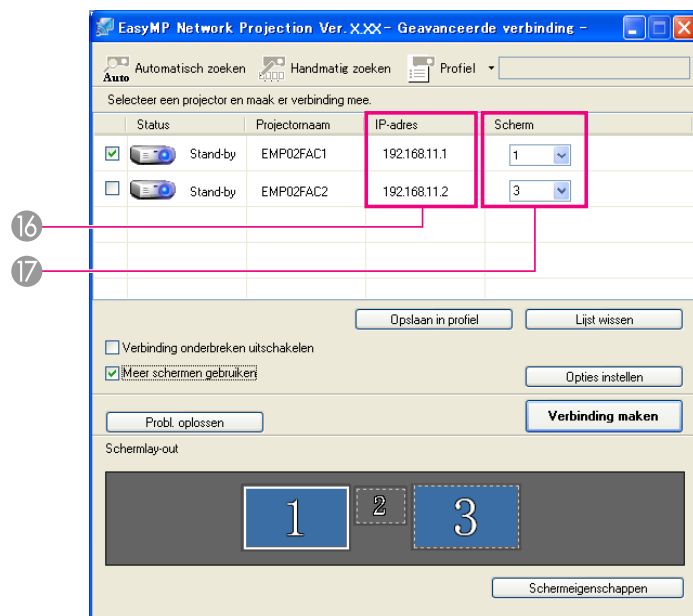 EasyMP Network Projection Ver. X.XX - Geavanceerde verbinding -
Auto Automatisch zoeken Handmatig zoeken Profiel
Selecteer een projector en maak er verbinding mee.
Status Projectornaam IP-adres Scherm
Stand-by EMP02FAC1 192.168.11.1 1
Stand-by EMP02FAC2 192.168.11.2 3
16
17
Opslaan in profiel Lijst wissen
Verbinding onderbreken uitschakelen
Meer schermen gebruiken Opties instellen
Probl. oplossen Verbinding maken
Schermlay-out
1 2 3
Schermeigenschappen